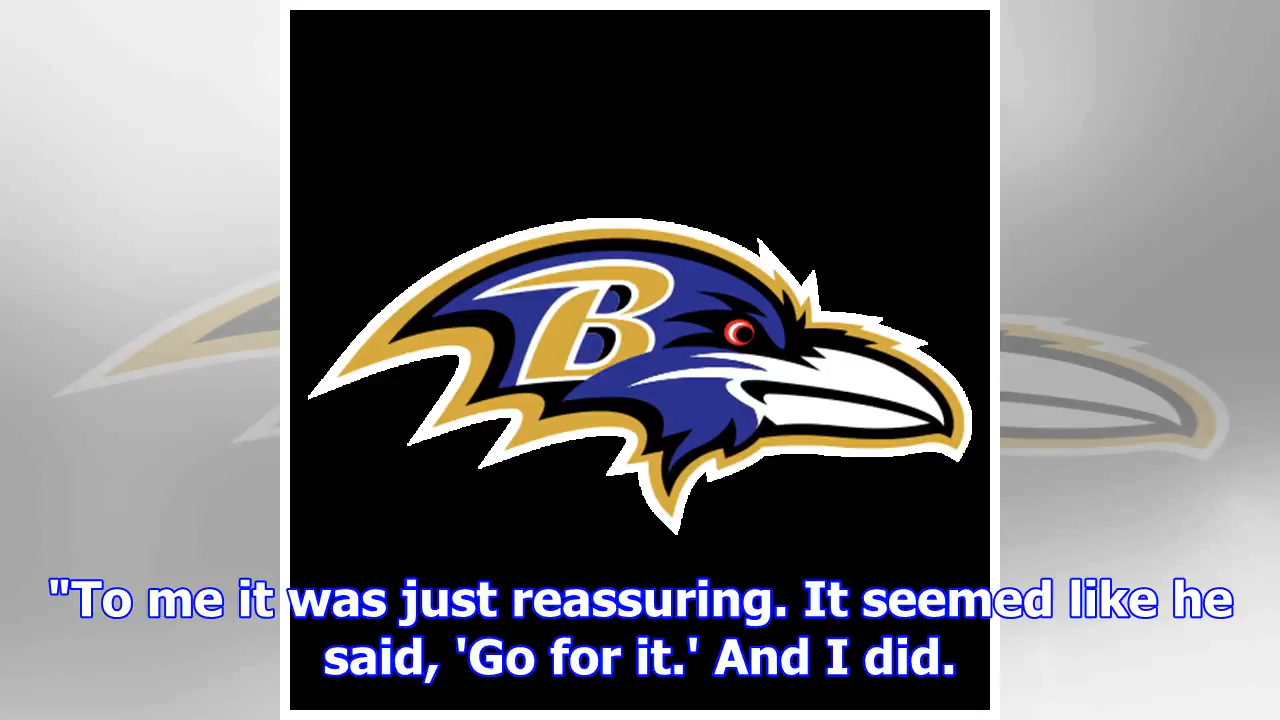 B
"To me it was just reassuring. It seemed like he
said, 'Go for it.' And I did.